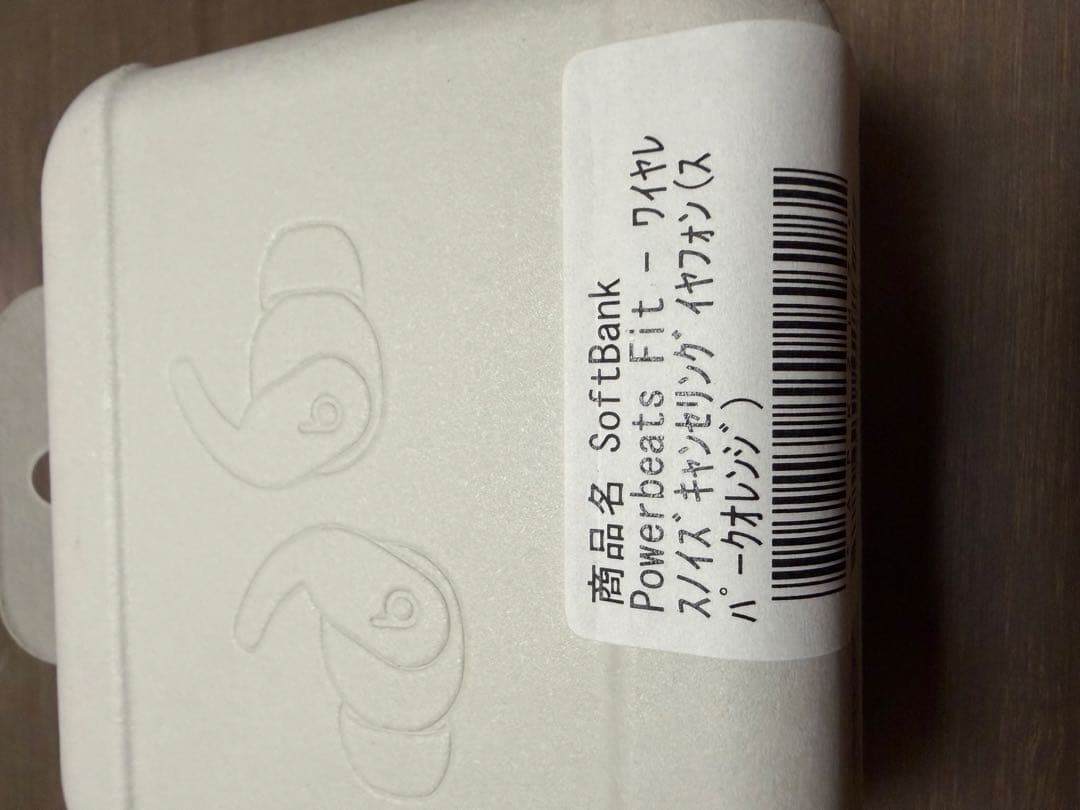 商品名 SoftBank
Powerbeats Fit - ワイヤレ
スノイズキャンセリング イヤフォン(ス
パークオレンジ)
b
b